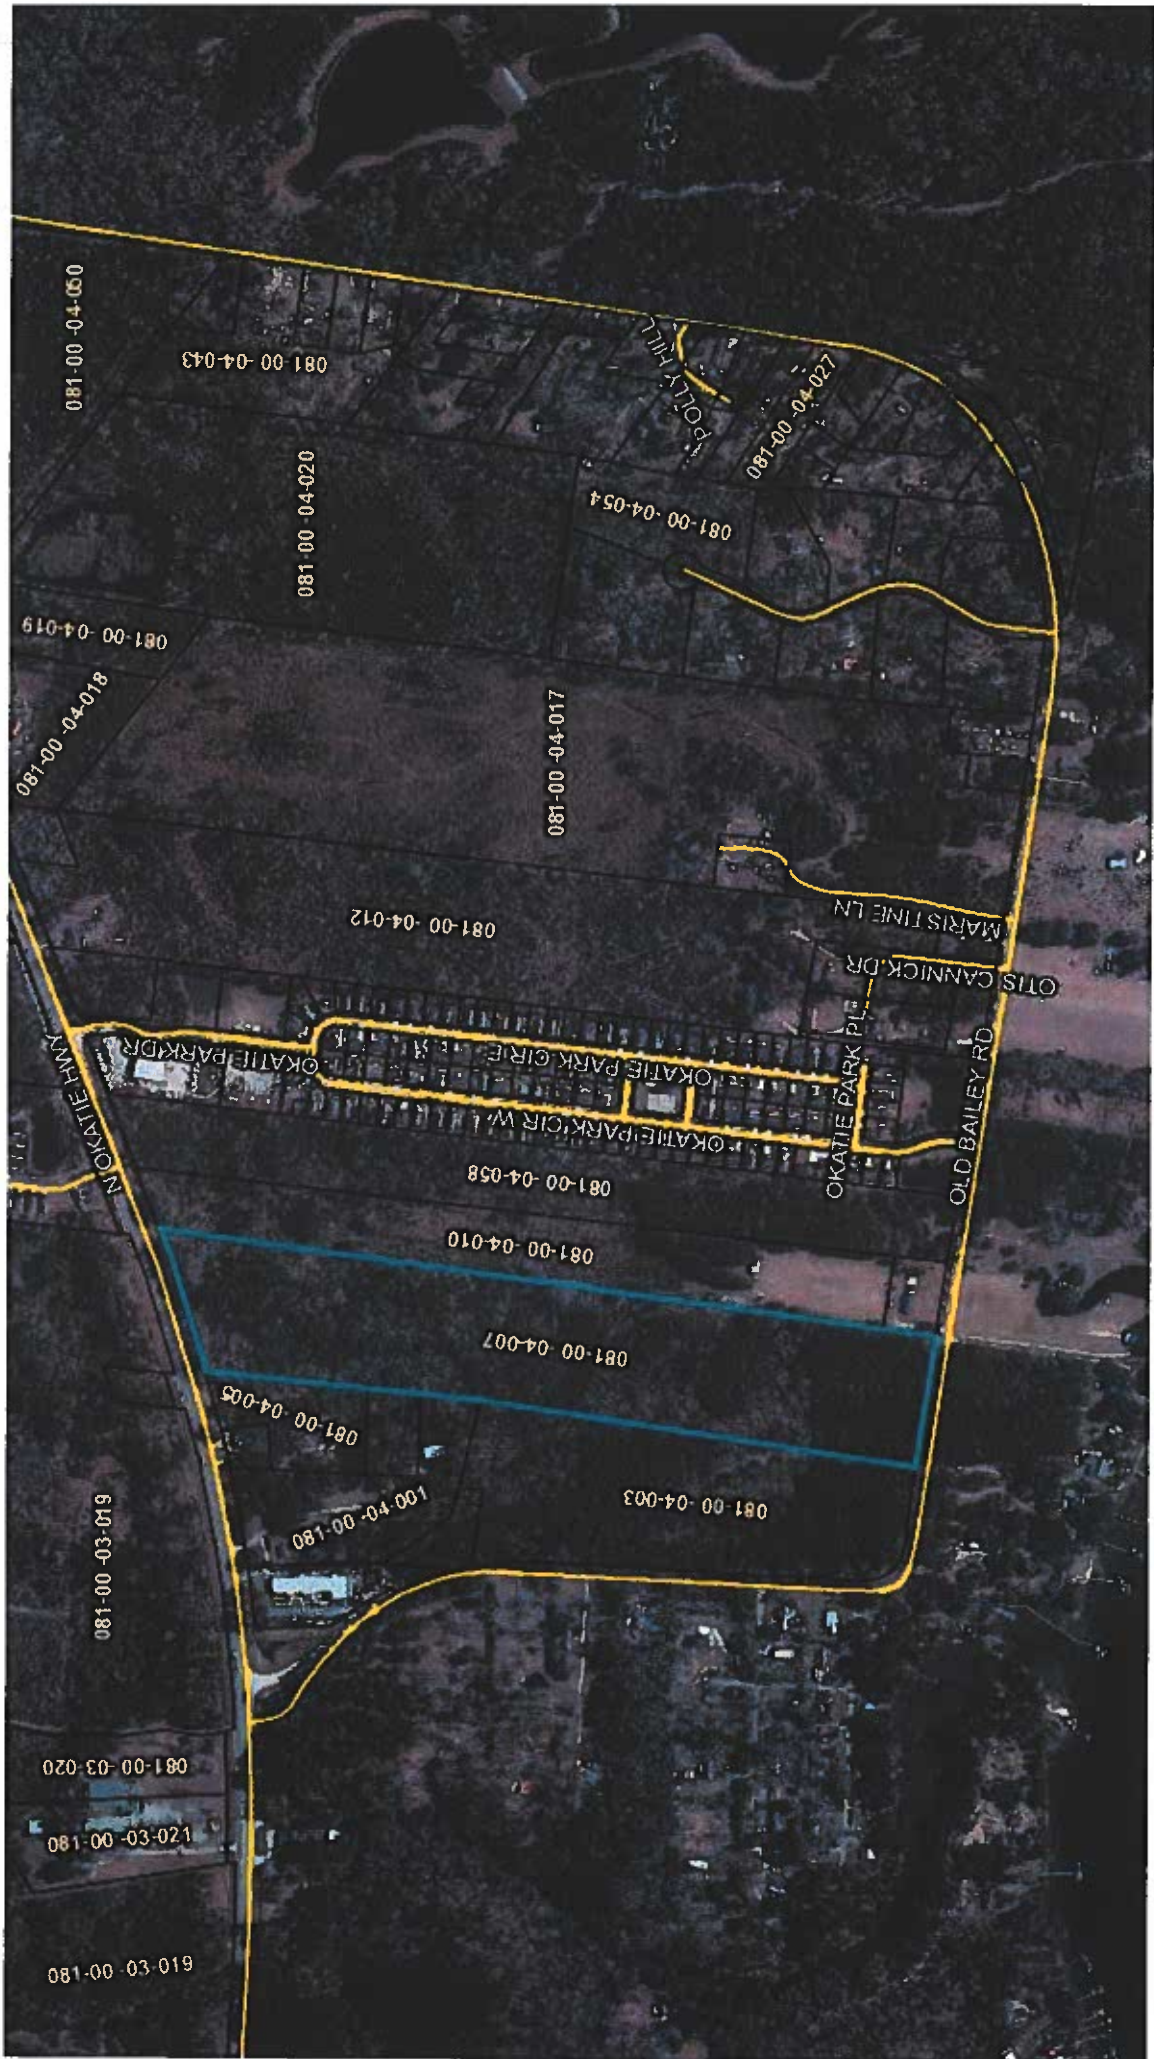 081-00 -04-050
081-00 -04-043
081-00 -04-020
POLLY HILL
081-00 -04-027
081-00 -04-054
081-00 -04-019
081-00 -04-018
081-00 -04-017
081-00 -04-012
MARISTINE LN
OTIS CANNICK DR
N OKATIE HWY
OKATIE PARK DR
OKATIE PARK CIR E
OKATIE PARK CIR W
OKATIE PARK PL
OLD BAILEY RD
081-00 -04-058
081-00 -04-010
081-00 -04-007
081-00 -04-005
081-00 -04-003
081-00 -04-001
081-00 -03-019
081-00 -03-020
081-00 -03-021
081-00 -03-019